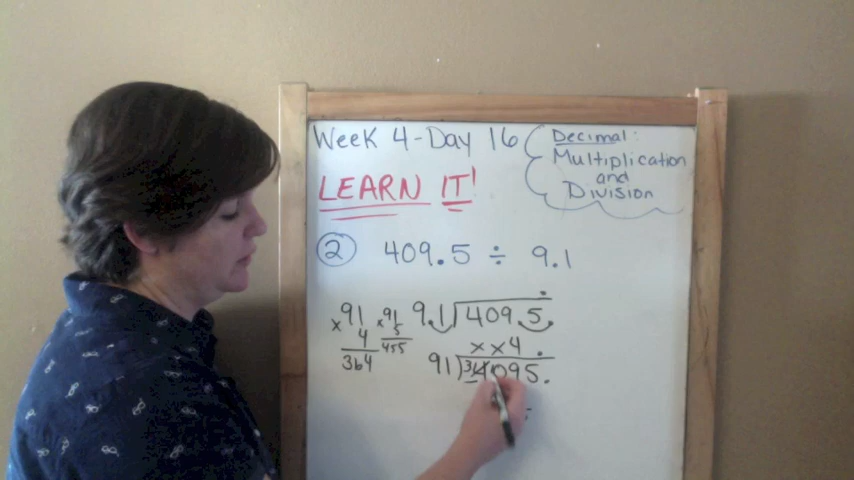 Week 4-Day 16
Decimal:
Multiplication
and
Division
LEARN IT!
2 409.5 ÷ 9.1
91
x 4
364
91
x 5
455
9.1 409.5.
x x 4 .
91 4095.